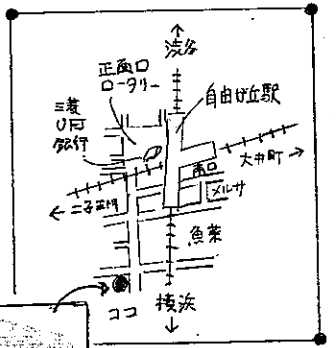 渋谷
正面口
ロータリー
自由が丘駅
三菱
UFJ
銀行
大井町→
南口
メルサ
←二子玉川
魚菜
ココ
横浜